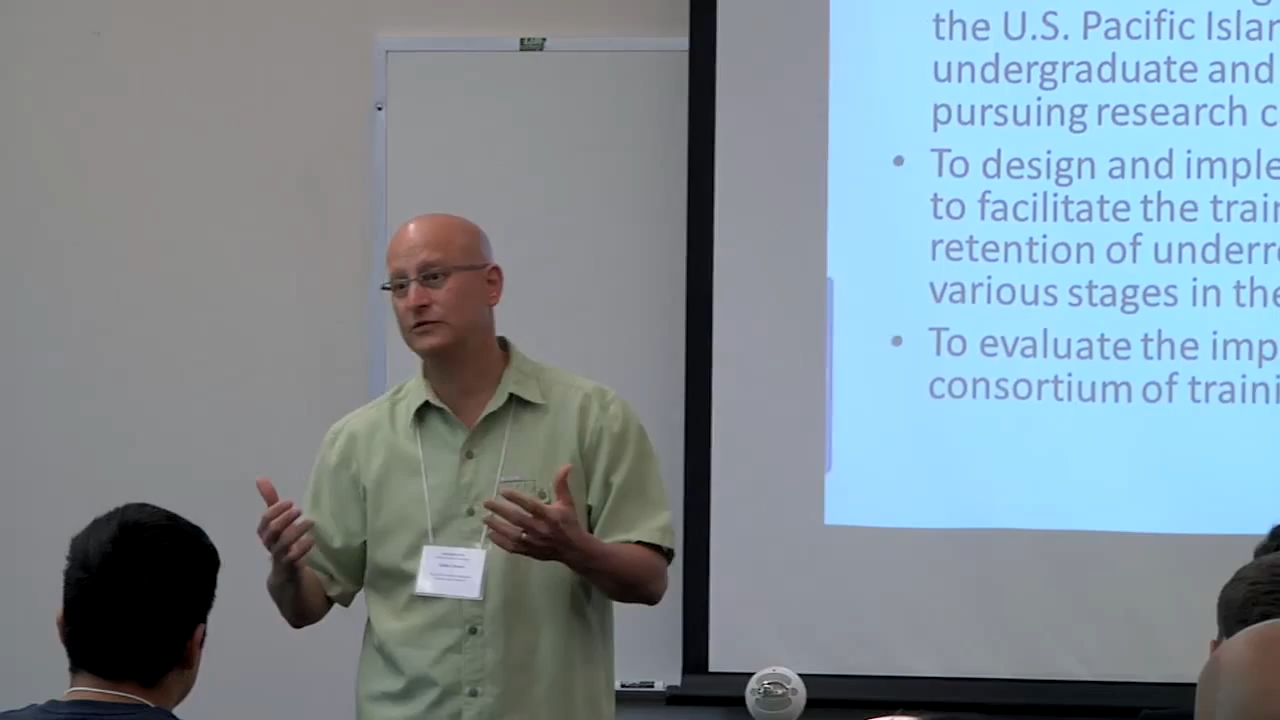 the U.S. Pacific Islan
undergraduate and
pursuing research c
• To design and imple
to facilitate the train
retention of underre
various stages in the
• To evaluate the imp
consortium of traini